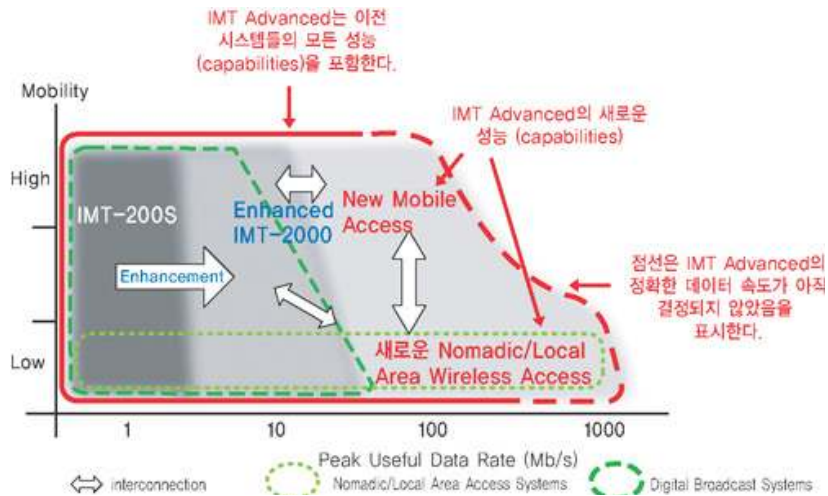 IMT Advanced는 이전
시스템들의 모든 성능
(capabilities)을 포함한다.
Mobility
IMT Advanced의 새로운
성능 (capabilities)
High
IMT-200S
Enhanced
IMT-2000
New Mobile
Access
Enhancement
점선은 IMT Advanced의
정확한 데이터 속도가 아직
결정되지 않았음을
표시한다.
Low
새로운 Nomadic/Local
Area Wireless Access
1
10
100
1000
Peak Useful Data Rate (Mb/s)
interconnection
Nomadic/Local Area Access Systems
Digital Broadcast Systems